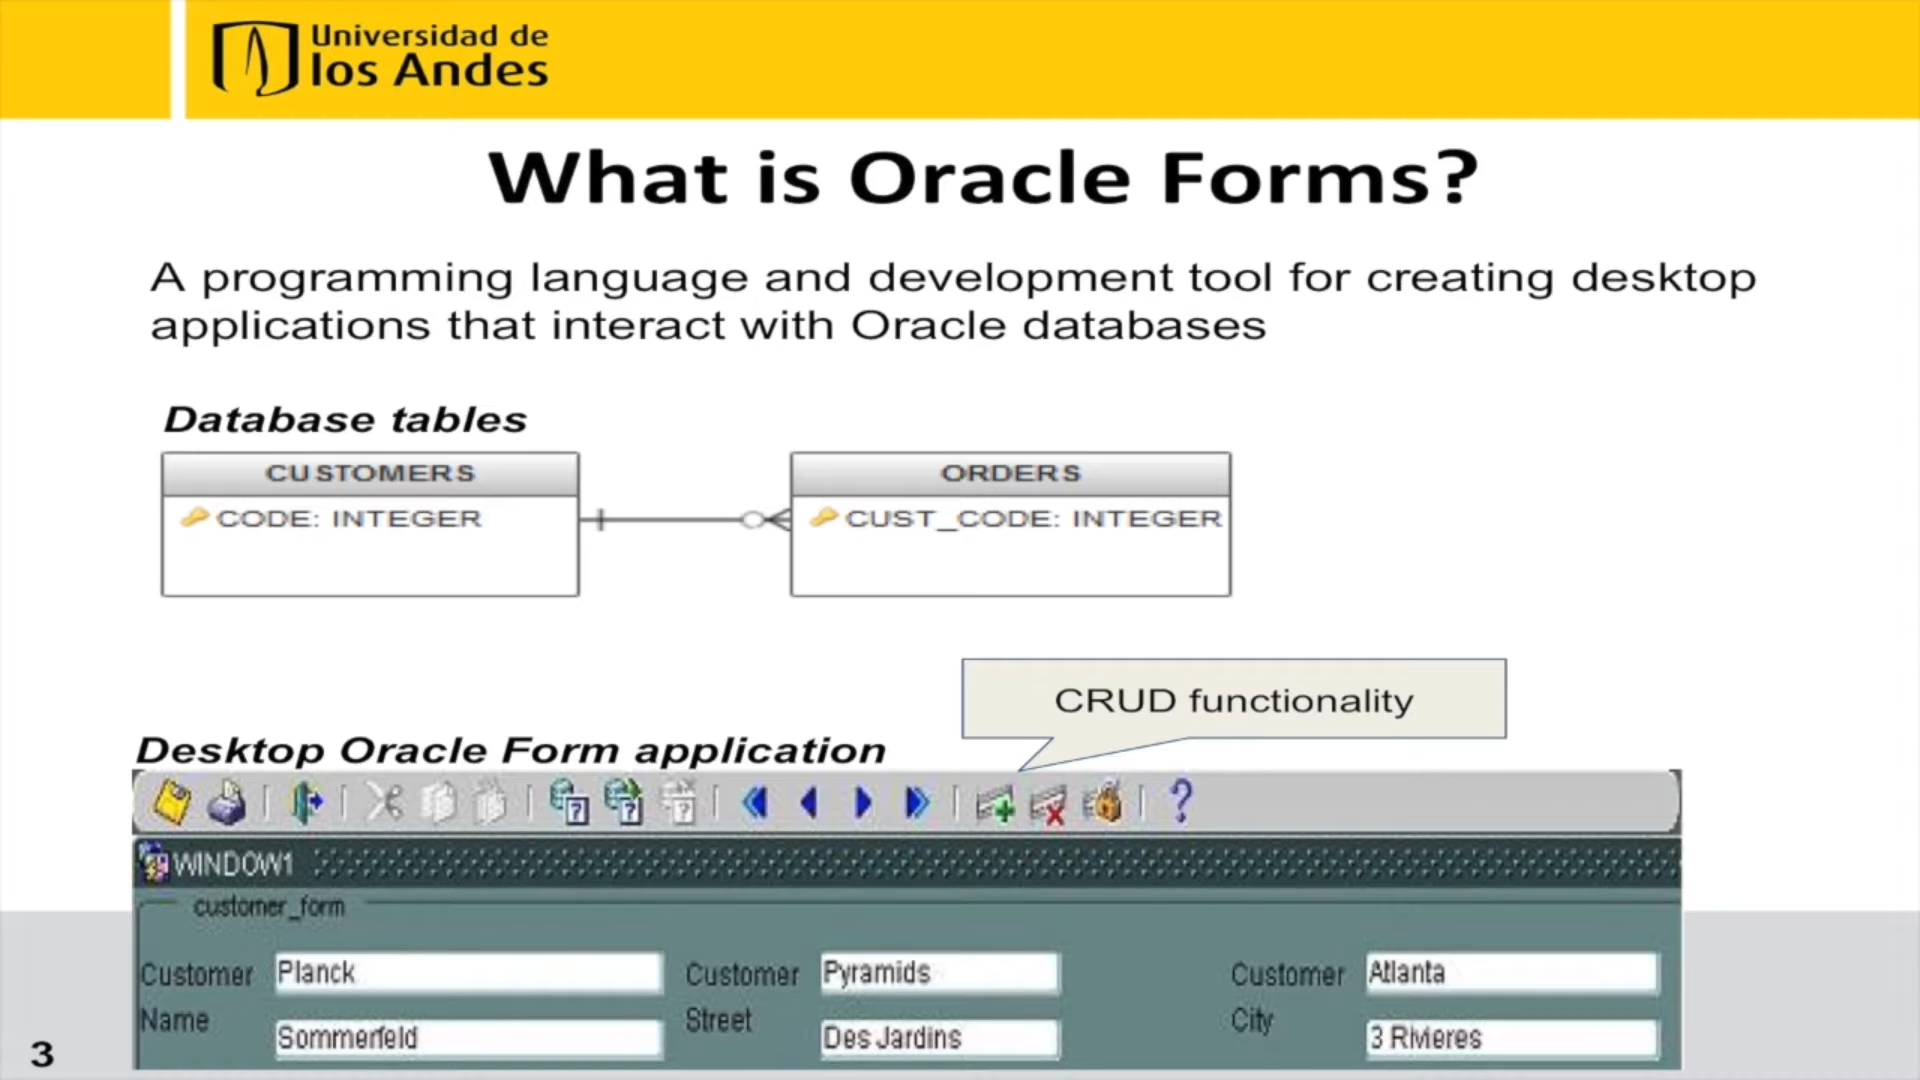 Universidad de
los Andes
What is Oracle Forms?
A programming language and development tool for creating desktop
applications that interact with Oracle databases
Database tables
CUSTOMERS
CODE: INTEGER
ORDERS
CUST_CODE: INTEGER
CRUD functionality
Desktop Oracle Form application
WINDOW1
customer_form
Customer
Name
Planck
Sommerfeld
Customer
Street
Pyramids
Des Jardins
Customer
City
Atlanta
3 Rivieres
3